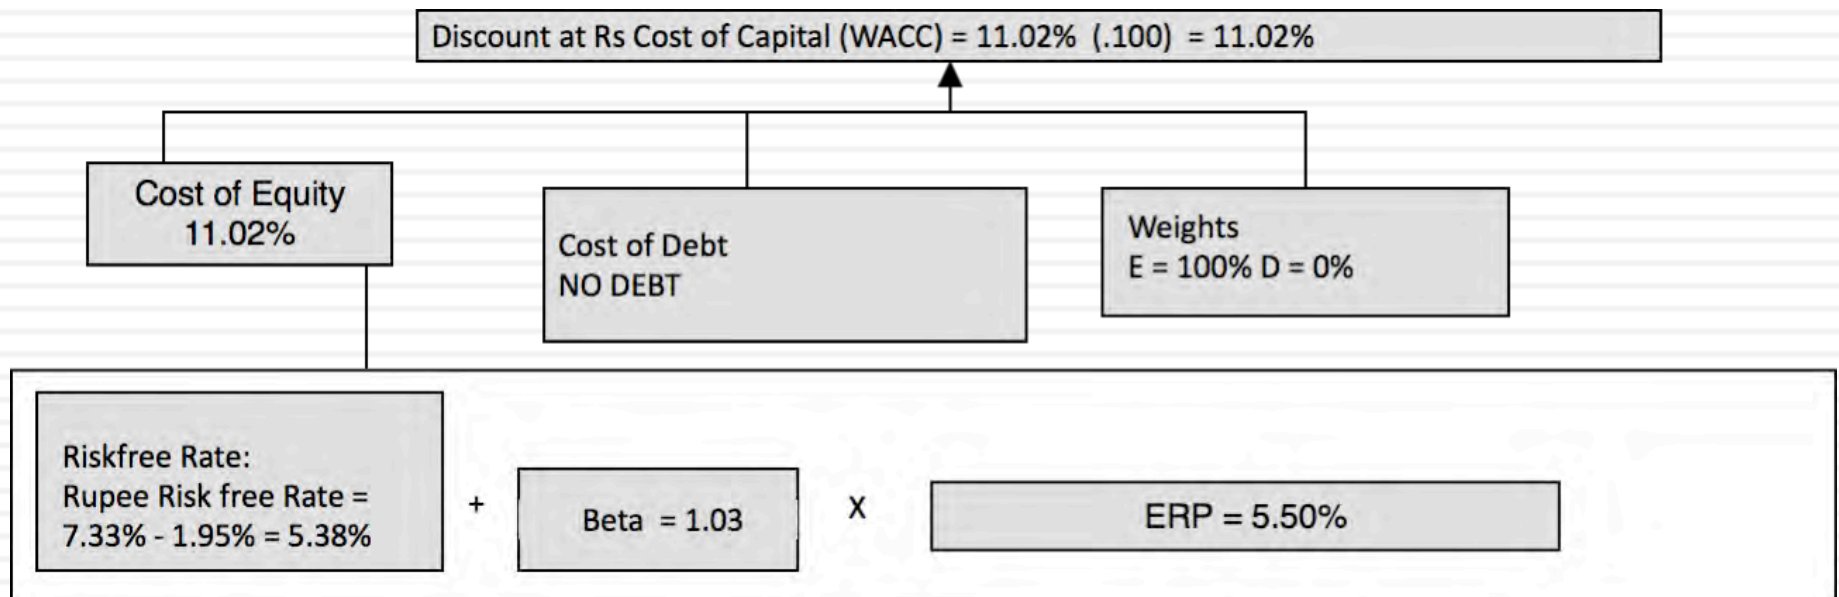 Discount at Rs Cost of Capital (WACC) = 11.02% (.100) = 11.02%
Cost of Equity
11.02%
Cost of Debt
NO DEBT
Weights
E = 100% D = 0%
Riskfree Rate:
Rupee Risk free Rate =
7.33% - 1.95% = 5.38%
+
Beta = 1.03
X
ERP = 5.50%